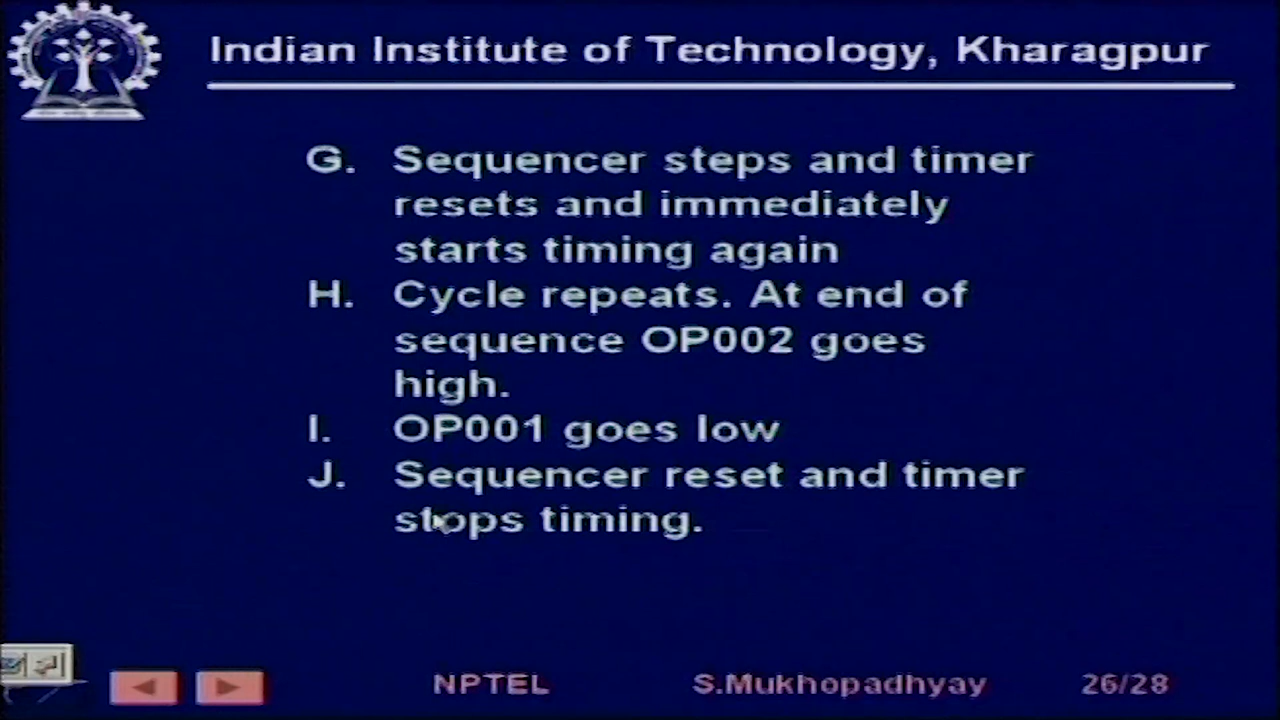 Indian Institute of Technology, Kharagpur
G. Sequencer steps and timer
resets and immediately
starts timing again
H. Cycle repeats. At end of
sequence OP002 goes
high.
I. OP001 goes low
J. Sequencer reset and timer
stops timing.
NPTEL S.Mukhopadhyay 26/28